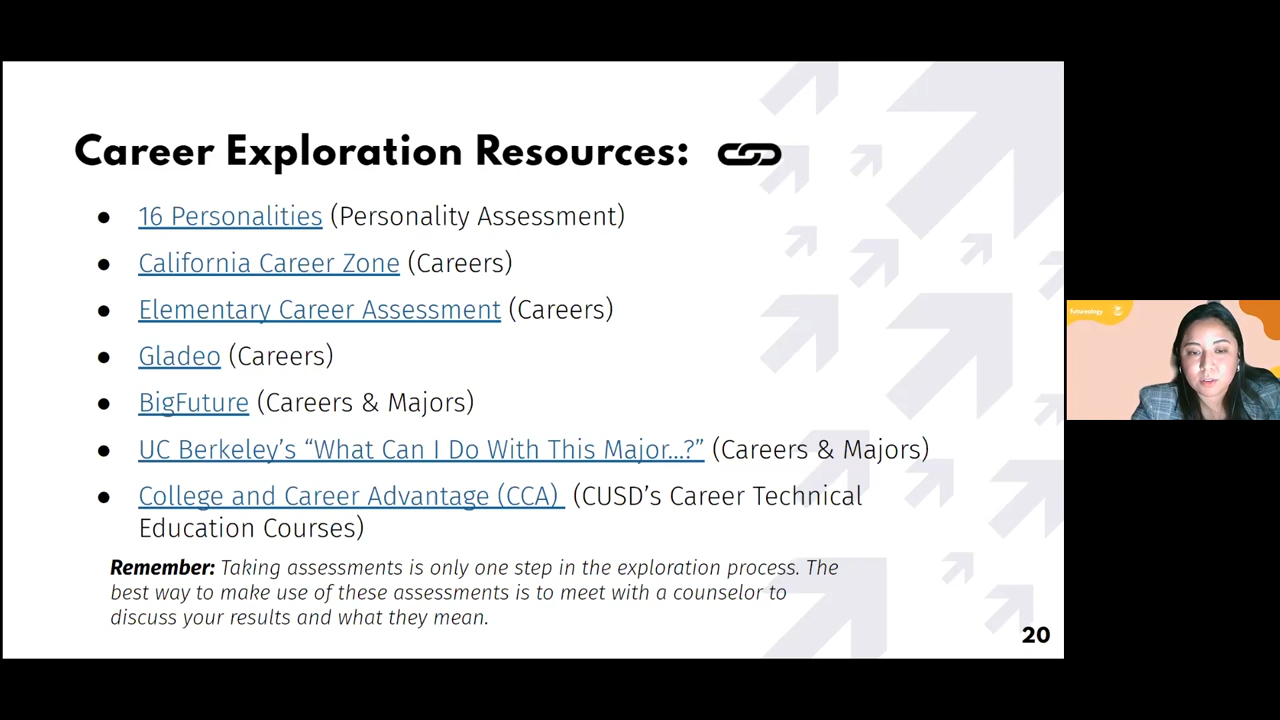 Career Exploration Resources:
● 16 Personalities (Personality Assessment)
● California Career Zone (Careers)
● Elementary Career Assessment (Careers)
● Gladeo (Careers)
● BigFuture (Careers & Majors)
● UC Berkeley's “What Can I Do With This Major...?” (Careers & Majors)
● College and Career Advantage (CCA) (CUSD's Career Technical
Education Courses)
Remember: Taking assessments is only one step in the exploration process. The
best way to make use of these assessments is to meet with a counselor to
discuss your results and what they mean.
20
futureology